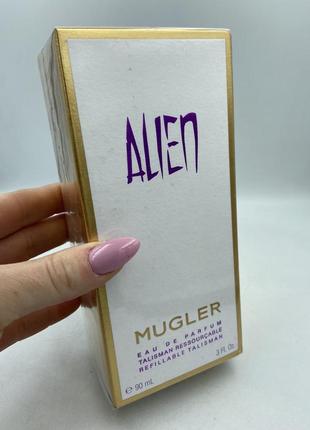 ALIEN
MUGLER
EAU DE PARFUM
TALISMAN RESSOURÇABLE
REFILLABLE TALISMAN
e 90 mL 3 Fl. Oz.